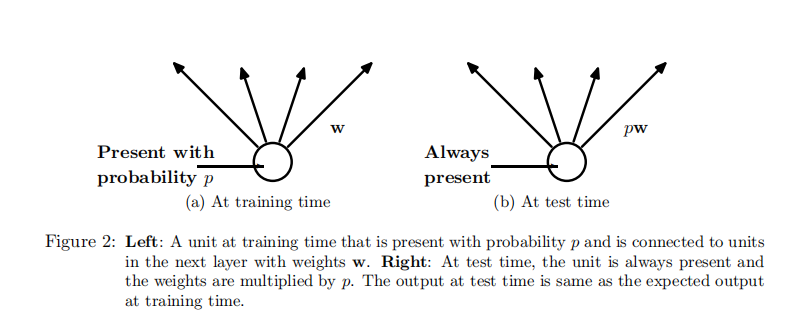 w
pw
Present with
probability p
Always
present
(a) At training time
(b) At test time
Figure 2: Left: A unit at training time that is present with probability p and is connected to units
in the next layer with weights w. Right: At test time, the unit is always present and
the weights are multiplied by p. The output at test time is same as the expected output
at training time.